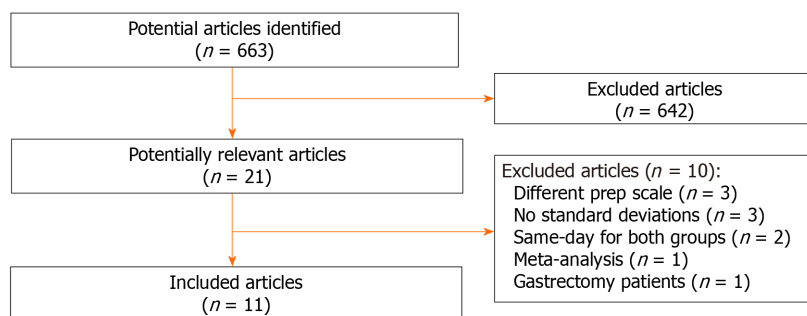 Potential articles identified
(n = 663)
Excluded articles
(n = 642)
Potentially relevant articles
(n = 21)
Excluded articles (n = 10):
Different prep scale (n = 3)
No standard deviations (n = 3)
Same-day for both groups (n = 2)
Meta-analysis (n = 1)
Gastrectomy patients (n = 1)
Included articles
(n = 11)